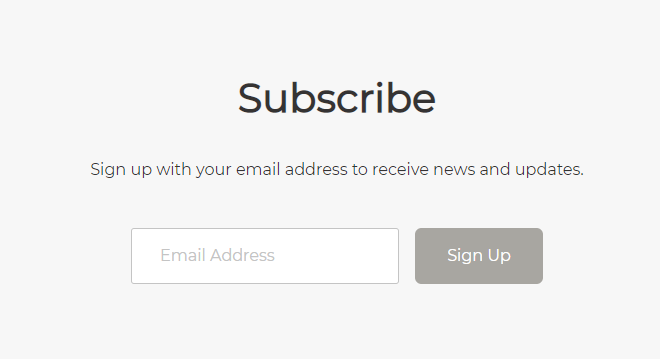 Subscribe
Sign up with your email address to receive news and updates.
Email Address
Sign Up